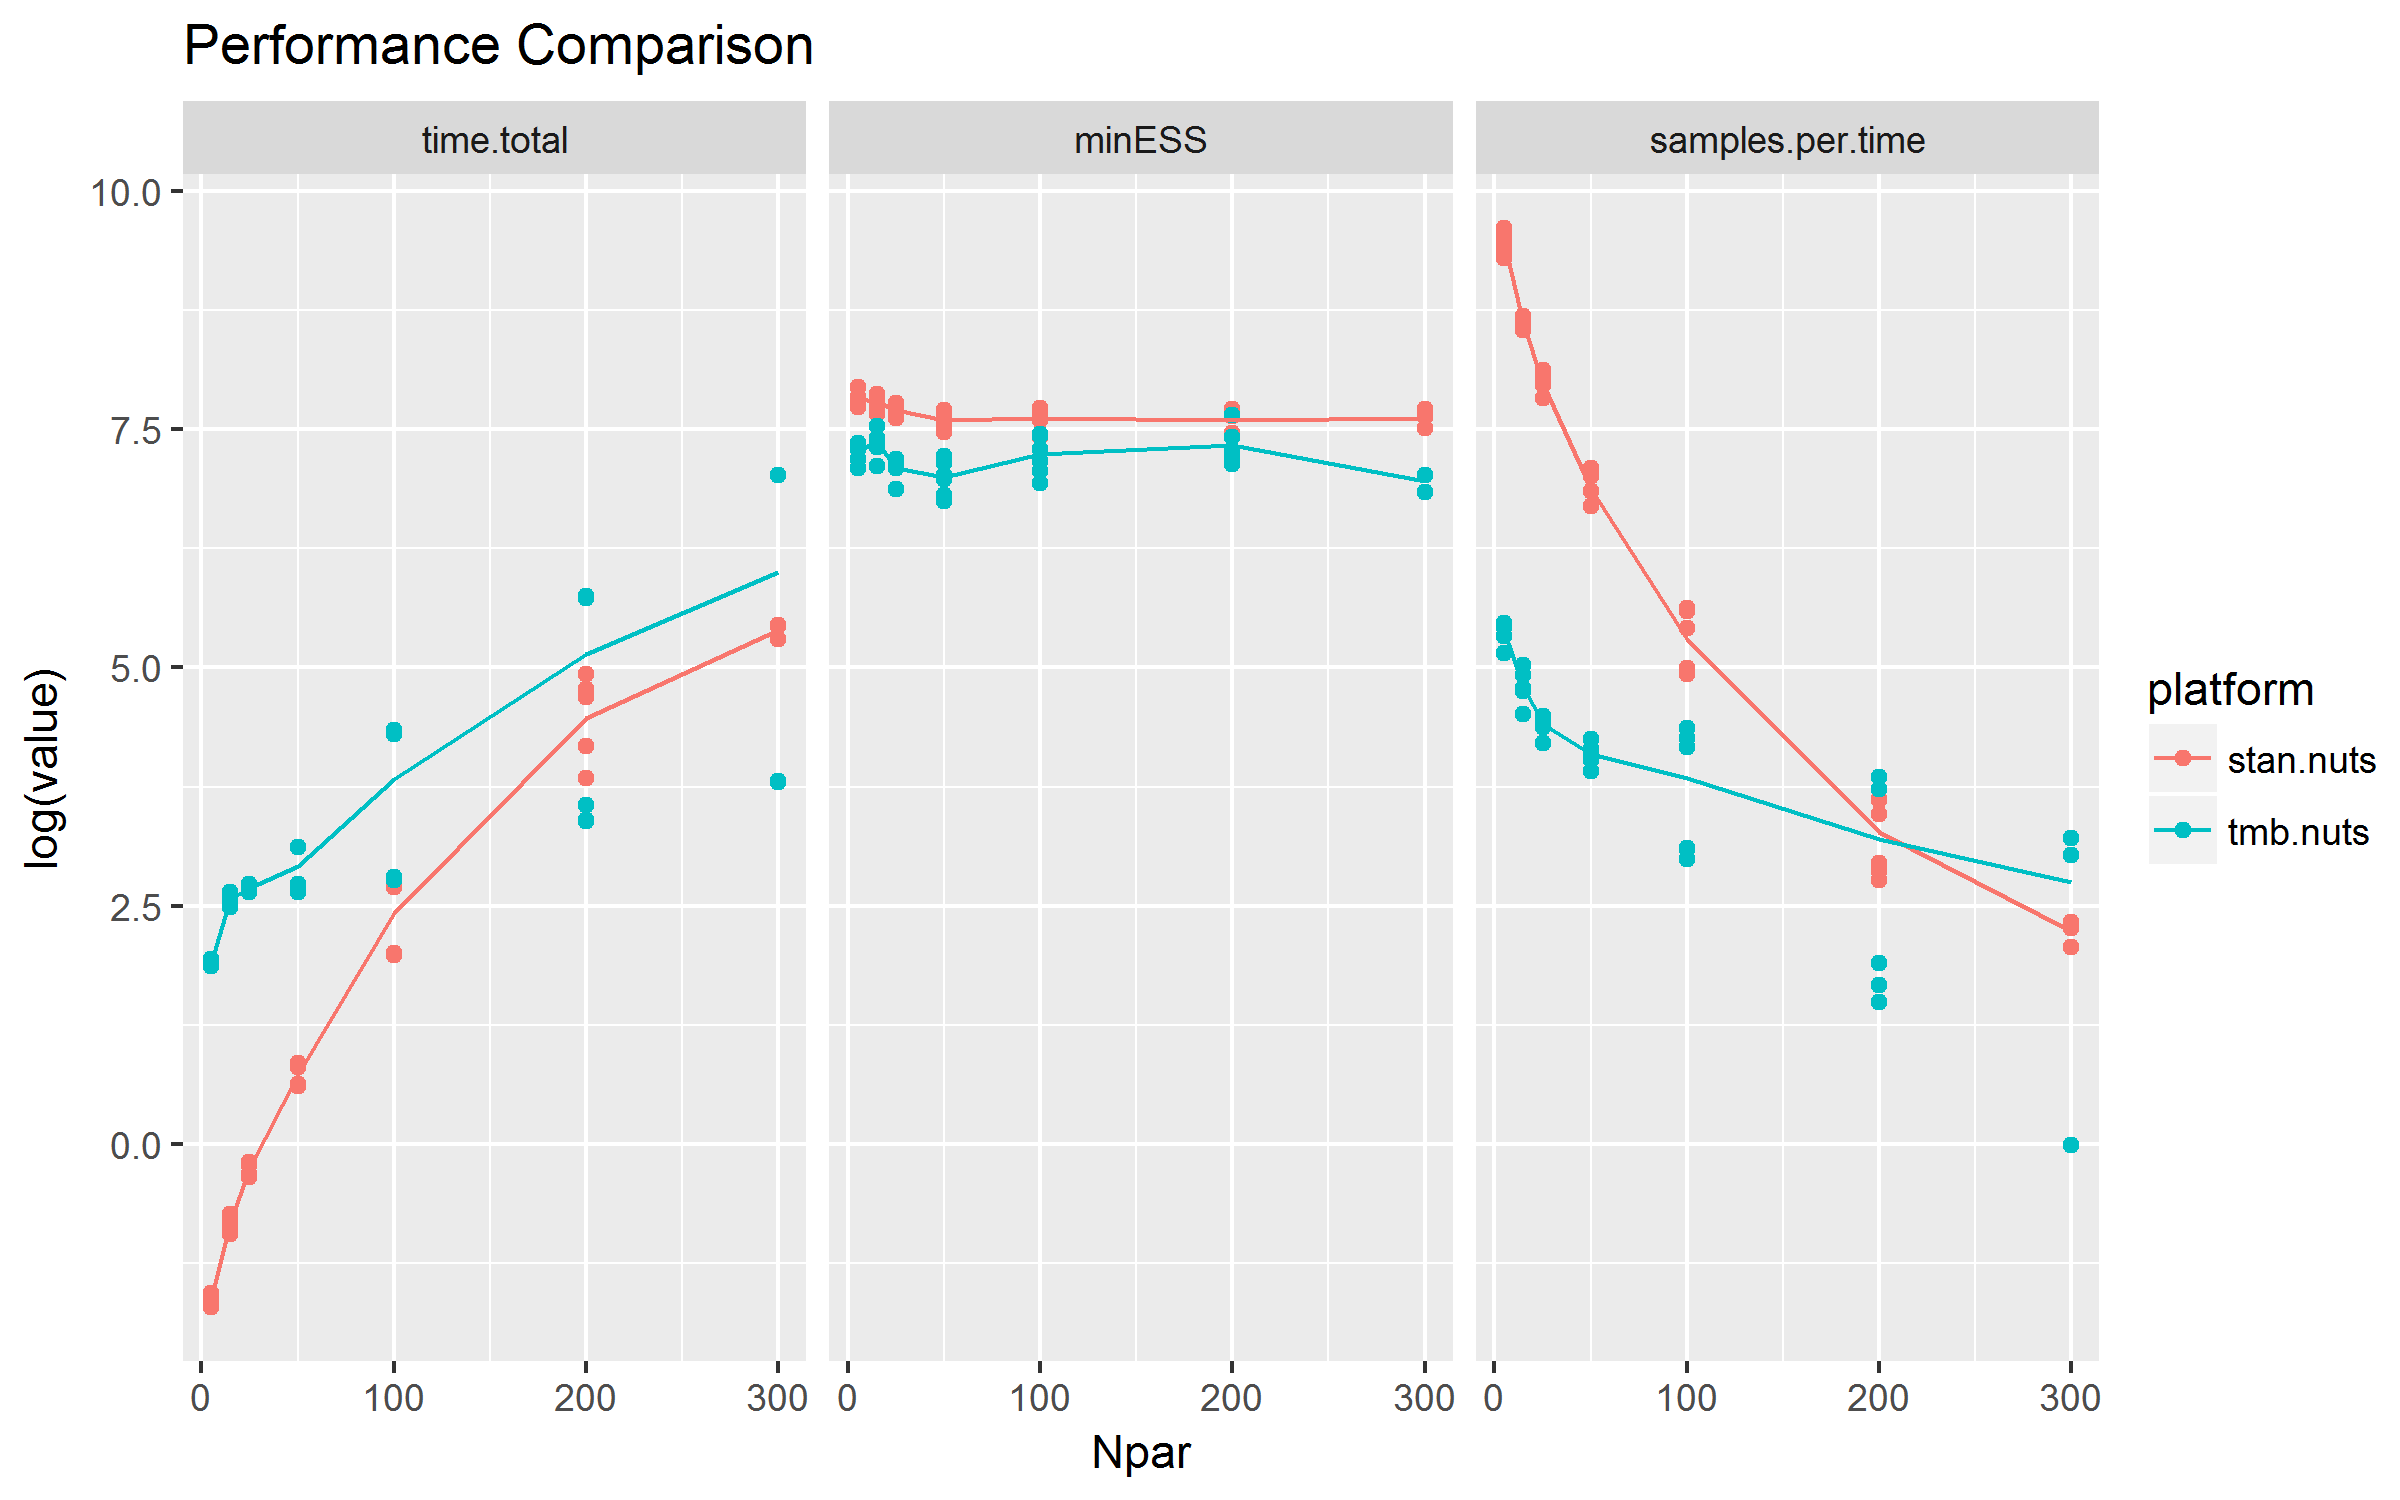 Performance Comparison
time.total
minESS
samples.per.time
log(value)
10.0
7.5
5.0
2.5
0.0
0 100 200 300
0 100 200 300
0 100 200 300
Npar
platform
stan.nuts
tmb.nuts